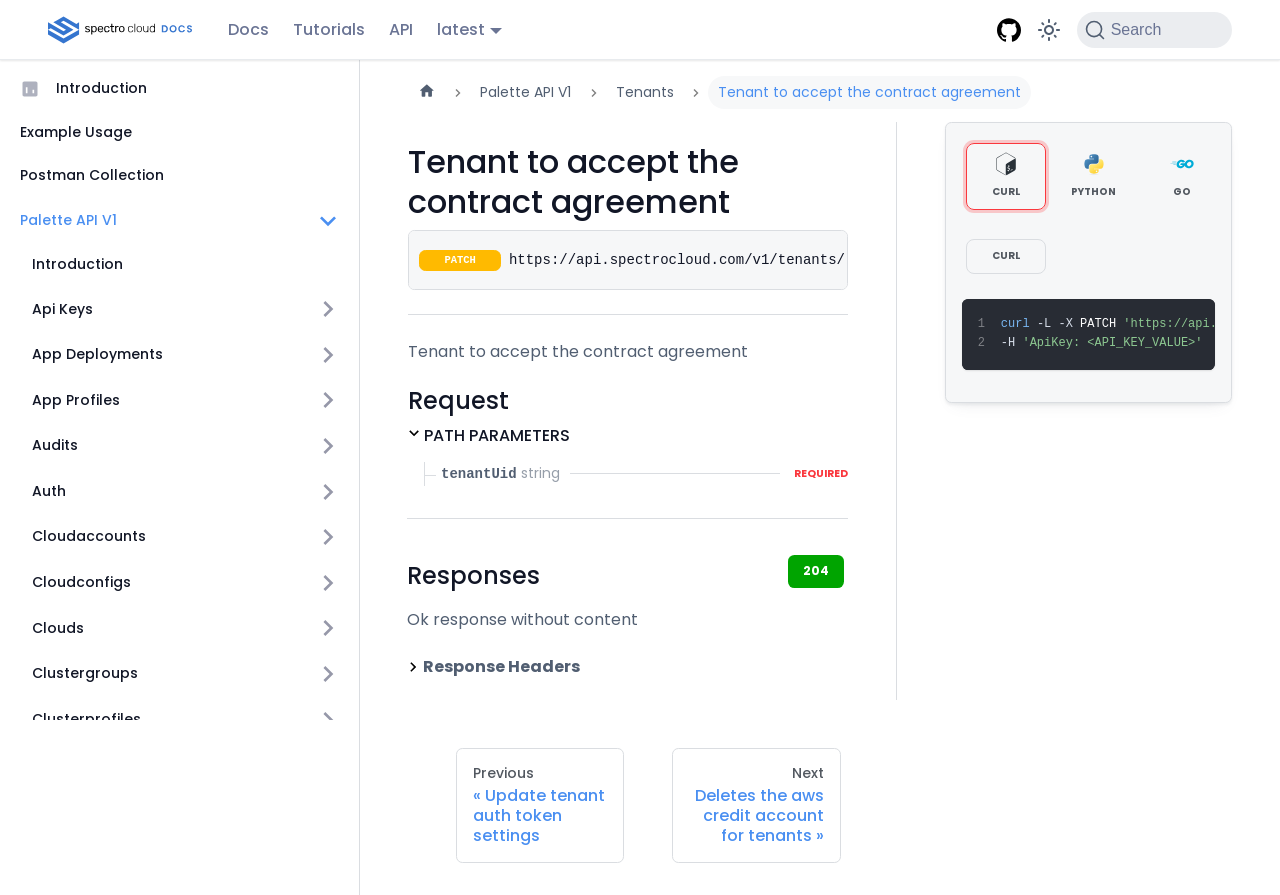 spectro cloud DOCS
Docs
Tutorials
API
latest
Search
Introduction
Example Usage
Postman Collection
Palette API V1
Introduction
Api Keys
App Deployments
App Profiles
Audits
Auth
Cloudaccounts
Cloudconfigs
Clouds
Clustergroups
Clusterprofiles
Palette API V1
Tenants
Tenant to accept the contract agreement
Tenant to accept the
contract agreement
PATCH https://api.spectrocloud.com/v1/tenants/
Tenant to accept the contract agreement
Request
PATH PARAMETERS
tenantUid string REQUIRED
Responses
204
Ok response without content
Response Headers
CURL
PYTHON
GO
CURL
1 curl -L -X PATCH 'https://api.
2 -H 'ApiKey: <API_KEY_VALUE>'
Previous
« Update tenant
auth token
settings
Next
Deletes the aws
credit account
for tenants »